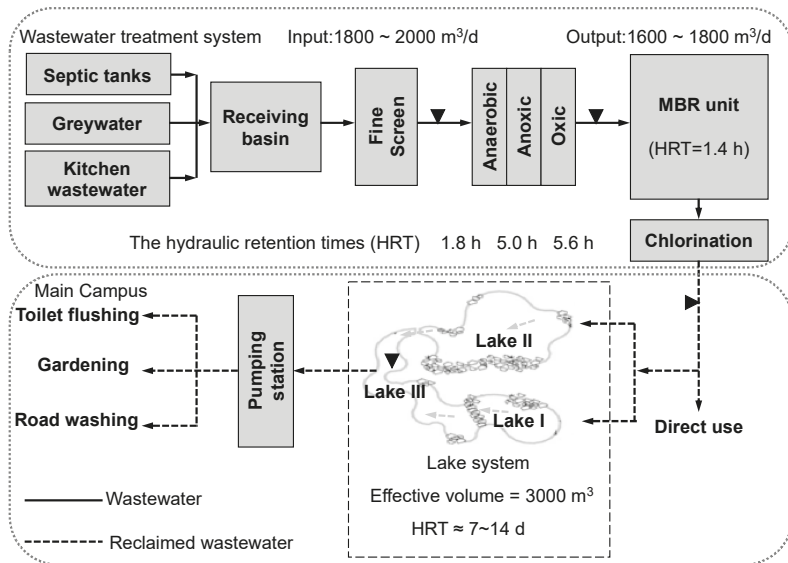 Wastewater treatment system
Input:1800 ~ 2000 m³/d
Output:1600 ~ 1800m³/d
Septic tanks
Greywater
Kitchen
wastewater
Receiving
basin
Fine
Screen
Anaerobic
Anoxic
Oxic
MBR unit
(HRT=1.4 h)
The hydraulic retention times (HRT) 1.8 h 5.0 h 5.6 h
Chlorination
Main Campus
Toilet flushing
Gardening
Road washing
Pumping
station
Lake II
Lake III
Lake I
Direct use
Lake system
Effective volume = 3000 m³
HRT ≈ 7~14 d
Wastewater
Reclaimed wastewater